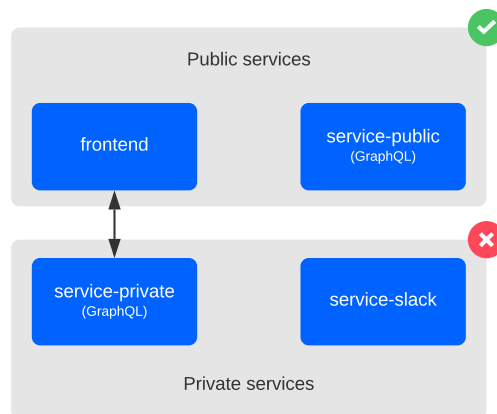 Public services
frontend
service-public
(GraphQL)
service-private
(GraphQL)
service-slack
Private services